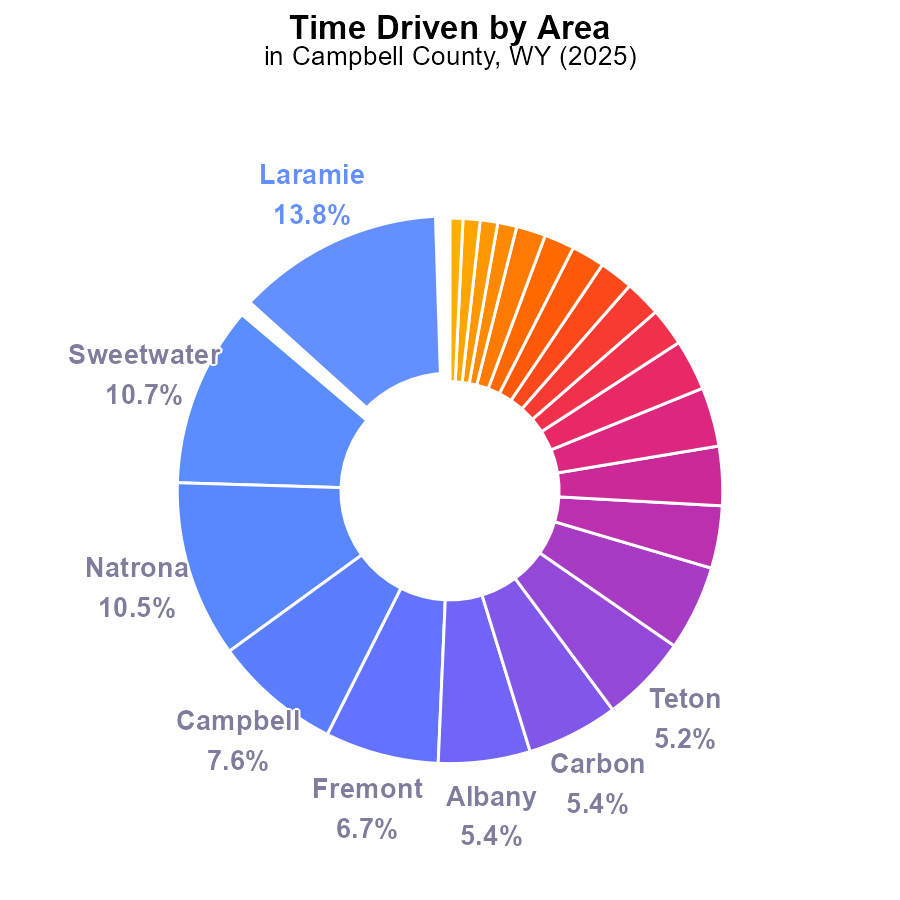 Time Driven by Area
in Campbell County, WY (2025)
Laramie
13.8%
Sweetwater
10.7%
Natrona
10.5%
Campbell
7.6%
Fremont
6.7%
Albany
5.4%
Carbon
5.4%
Teton
5.2%